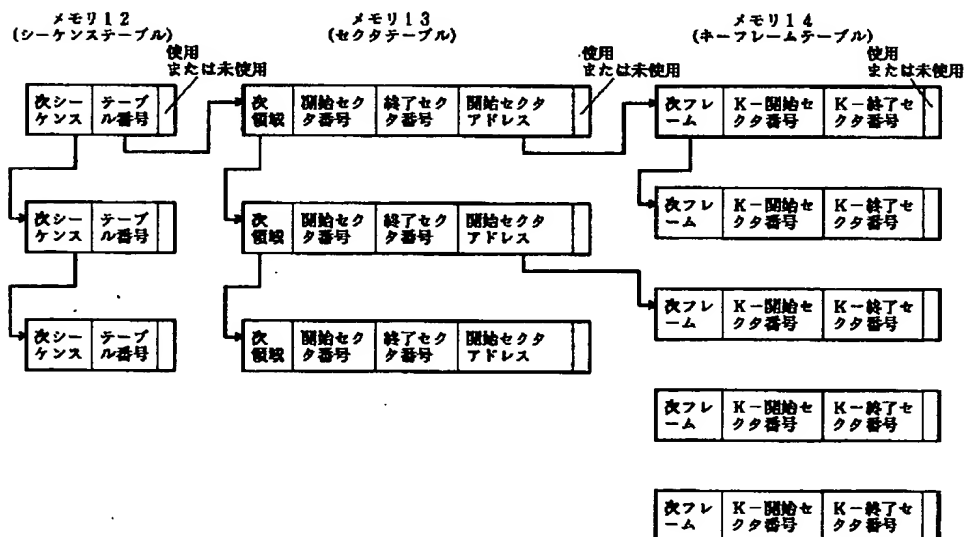 メモリ12
(シーケンステーブル)
使用
または未使用
次シー
ケンス
テーブ
ル番号
次シー
ケンス
テーブ
ル番号
次シー
ケンス
テーブ
ル番号
メモリ13
(セクタテーブル)
使用
または未使用
次
領域
開始セク
タ番号
終了セク
タ番号
開始セクタ
アドレス
次
領域
開始セク
タ番号
終了セク
タ番号
開始セクタ
アドレス
次
領域
開始セク
タ番号
終了セク
タ番号
開始セクタ
アドレス
メモリ14
(キーフレームテーブル)
使用
または未使用
次フレ
ーム
K-開始セ
クタ番号
K-終了セ
クタ番号
次フレ
ーム
K-開始セ
クタ番号
K-終了セ
クタ番号
次フレ
ーム
K-開始セ
クタ番号
K-終了セ
クタ番号
次フレ
ーム
K-開始セ
クタ番号
K-終了セ
クタ番号
次フレ
ーム
K-開始セ
クタ番号
K-終了セ
クタ番号